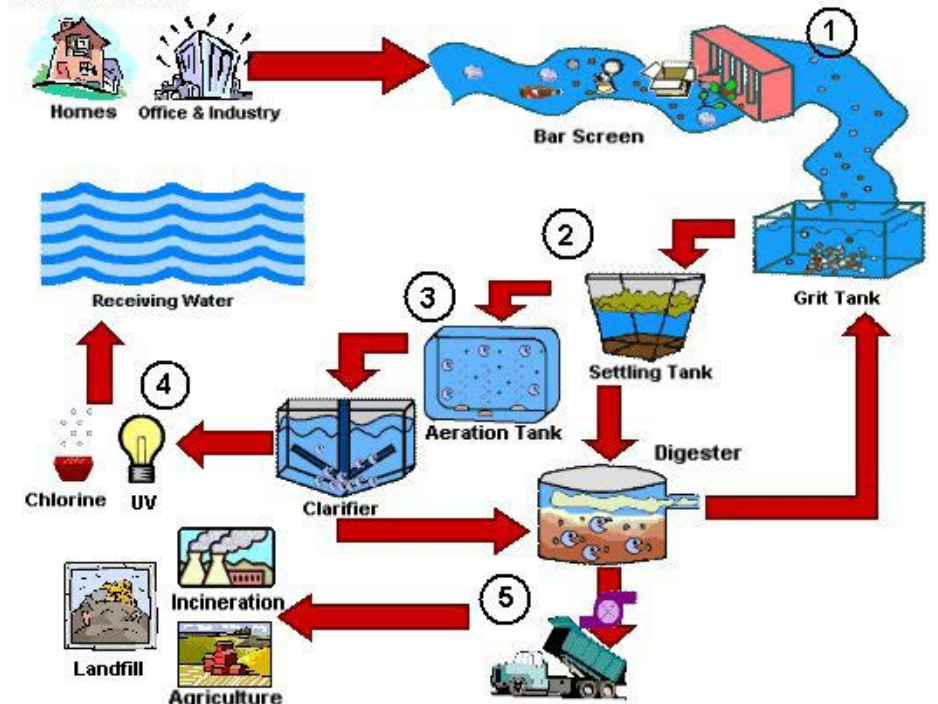 Homes
Office & Industry
1
Bar Screen
2
Grit Tank
Receiving Water
3
Settling Tank
4
Aeration Tank
Digester
Chlorine
UV
Clarifier
5
Incineration
Landfill
Agriculture